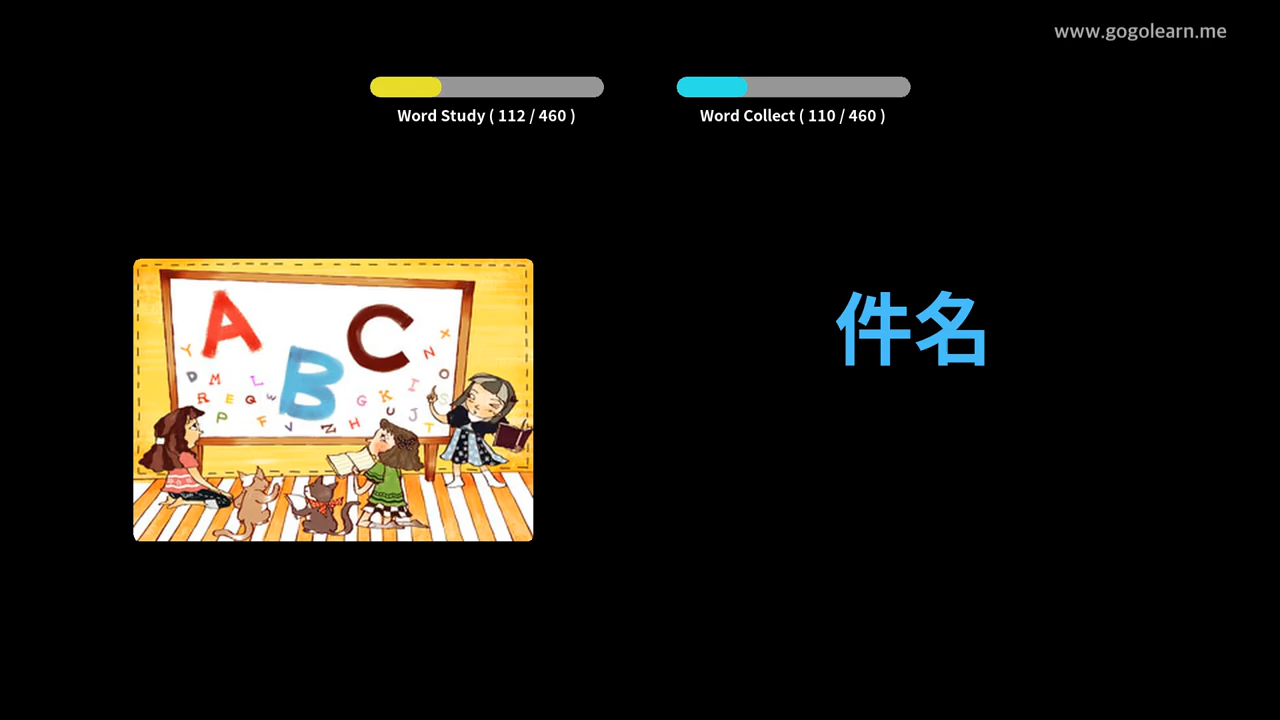 www.gogolearn.me
Word Study ( 112 / 460 )
Word Collect ( 110 / 460 )
件名
A
B
C
Y
X
N
D M L
O
R E Q W
G K I S
P F V Z H U J T